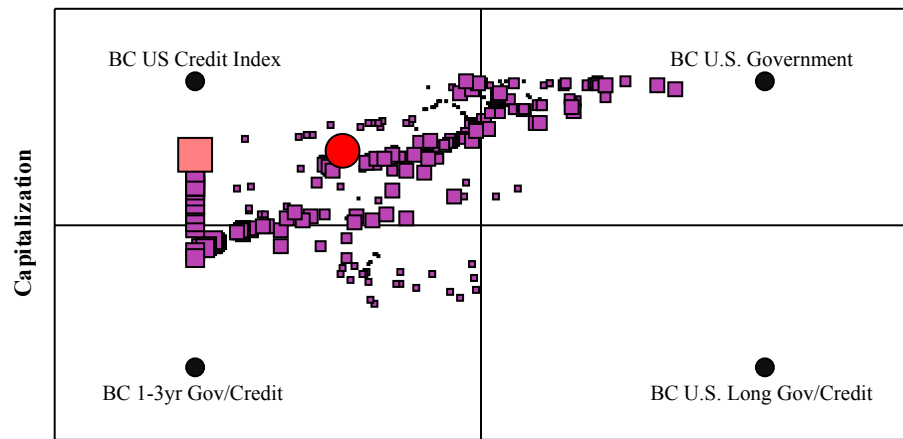 BC US Credit Index
BC U.S. Government
Capitalization
BC 1-3yr Gov/Credit
BC U.S. Long Gov/Credit